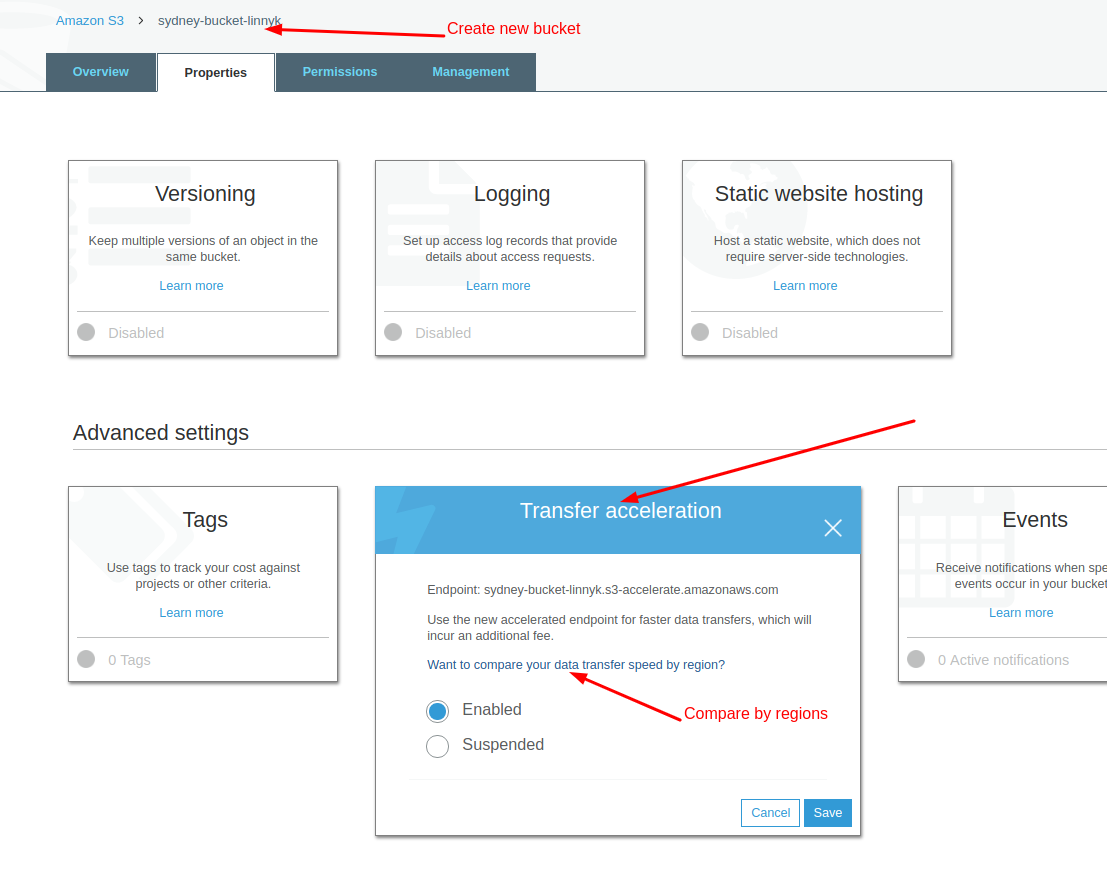 Amazon S3 > sydney-bucket-linnyk
Create new bucket
Overview Properties Permissions Management
Versioning
Keep multiple versions of an object in the
same bucket.
Learn more
Disabled
Logging
Set up access log records that provide
details about access requests.
Learn more
Disabled
Static website hosting
Host a static website, which does not
require server-side technologies.
Learn more
Disabled
Advanced settings
Tags
Use tags to track your cost against
projects or other criteria.
Learn more
0 Tags
Transfer acceleration
Endpoint: sydney-bucket-linnyk.s3-accelerate.amazonaws.com
Use the new accelerated endpoint for faster data transfers, which will
incur an additional fee.
Want to compare your data transfer speed by region?
Compare by regions
Enabled
Suspended
Cancel Save
Events
Receive notifications when spe
events occur in your bucket
Learn more
0 Active notifications